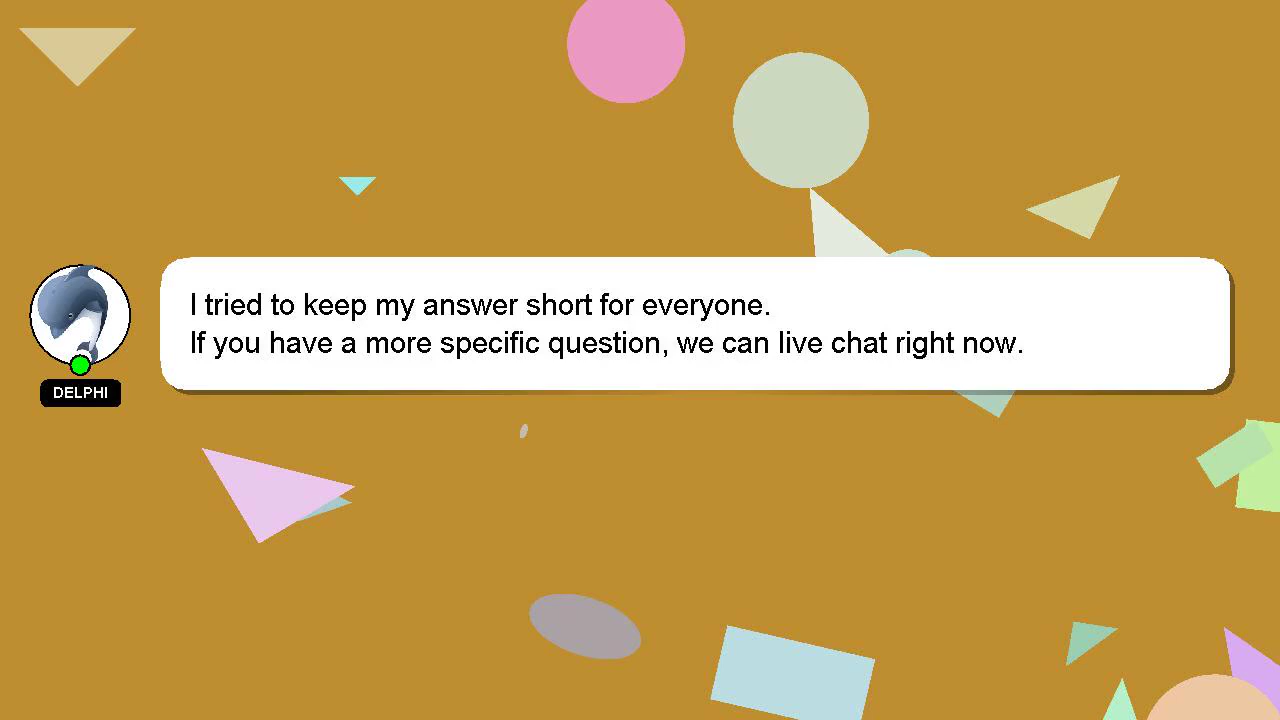 I tried to keep my answer short for everyone.
If you have a more specific question, we can live chat right now.
DELPHI